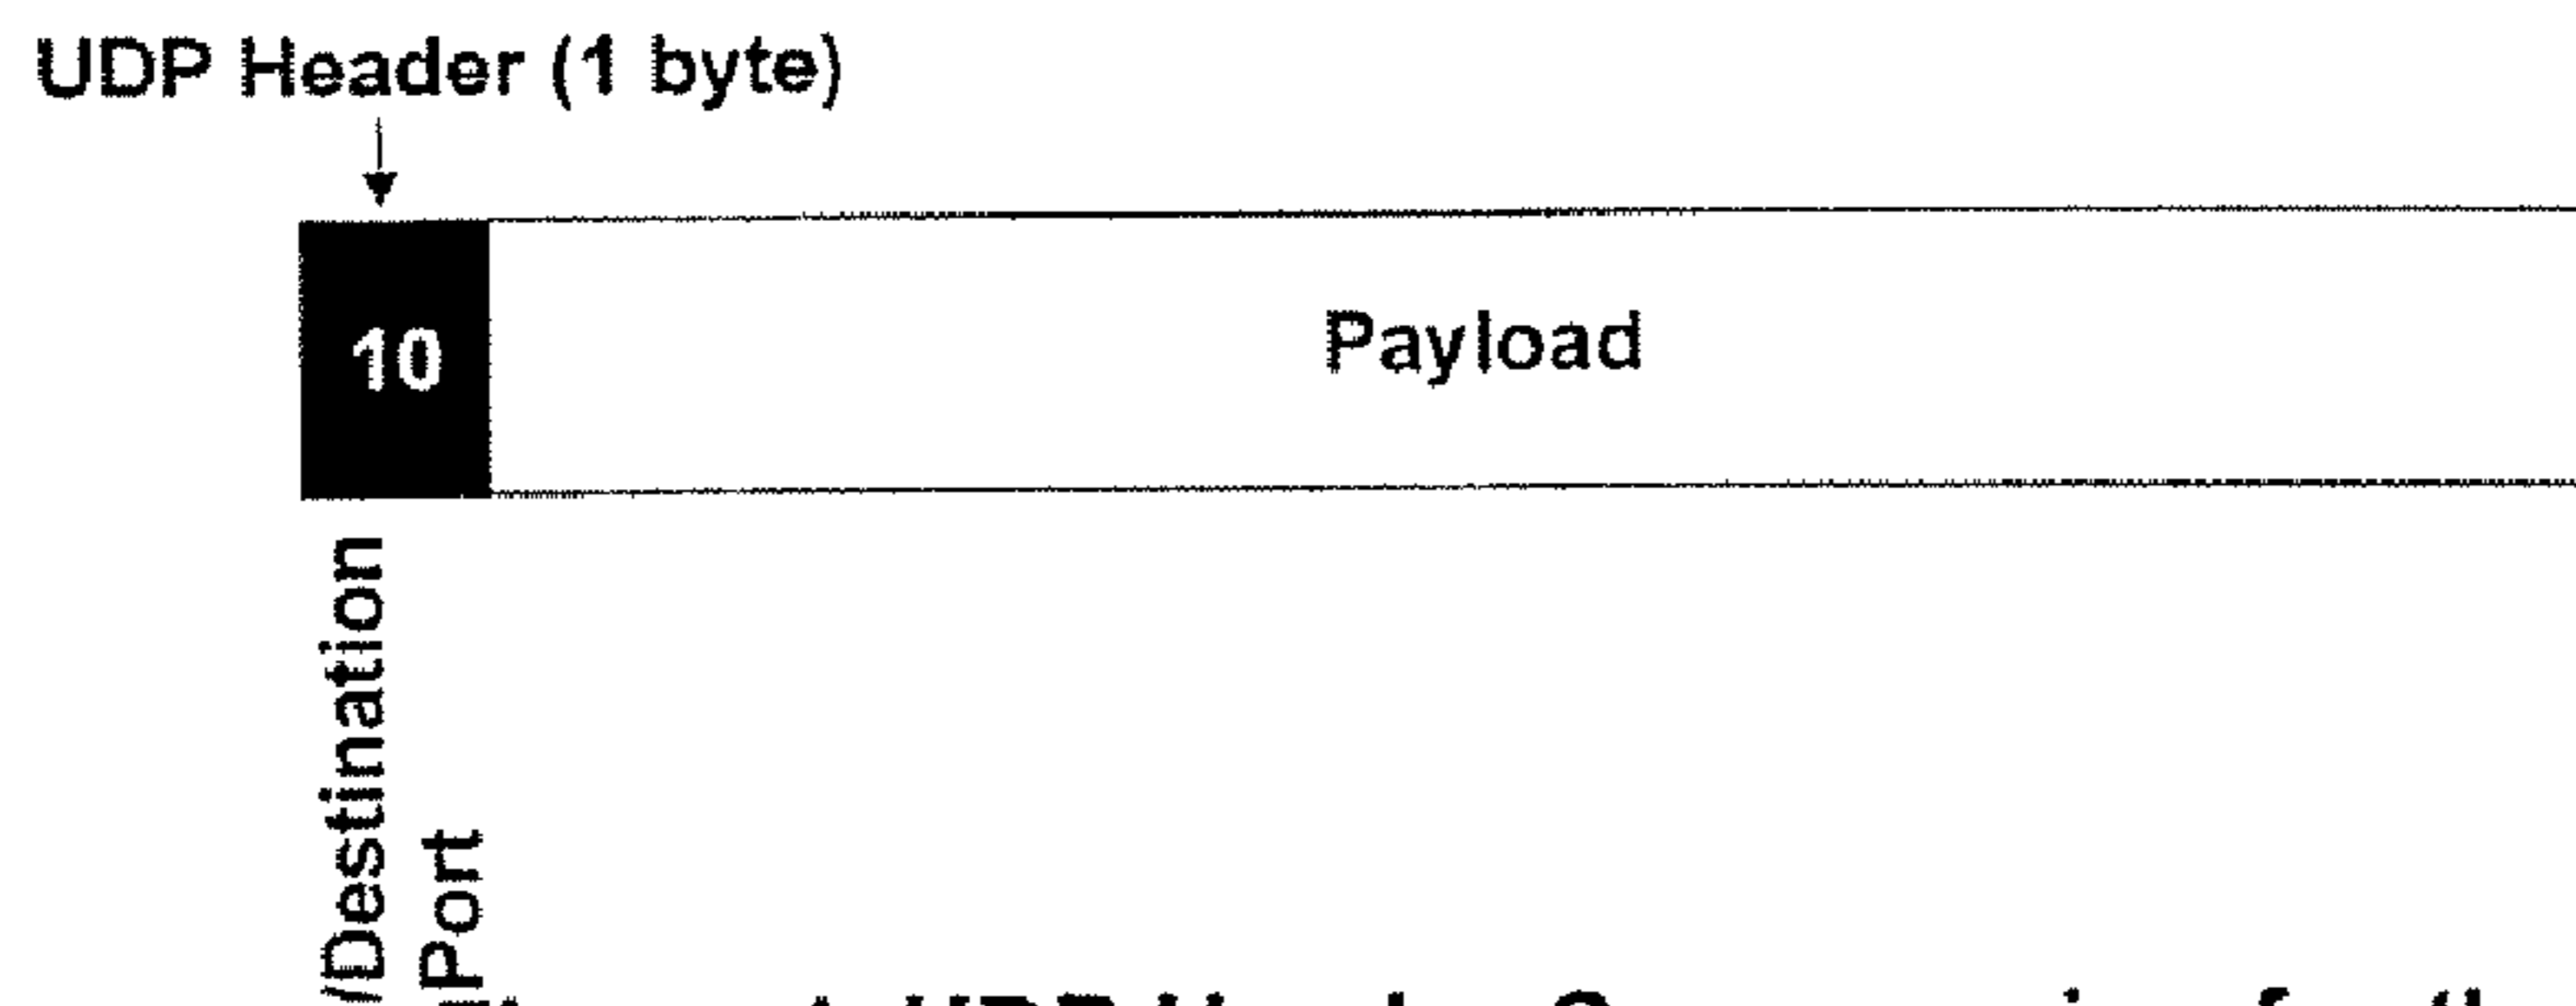 UDP Header (1 byte)
10
Payload
/Destination
Port